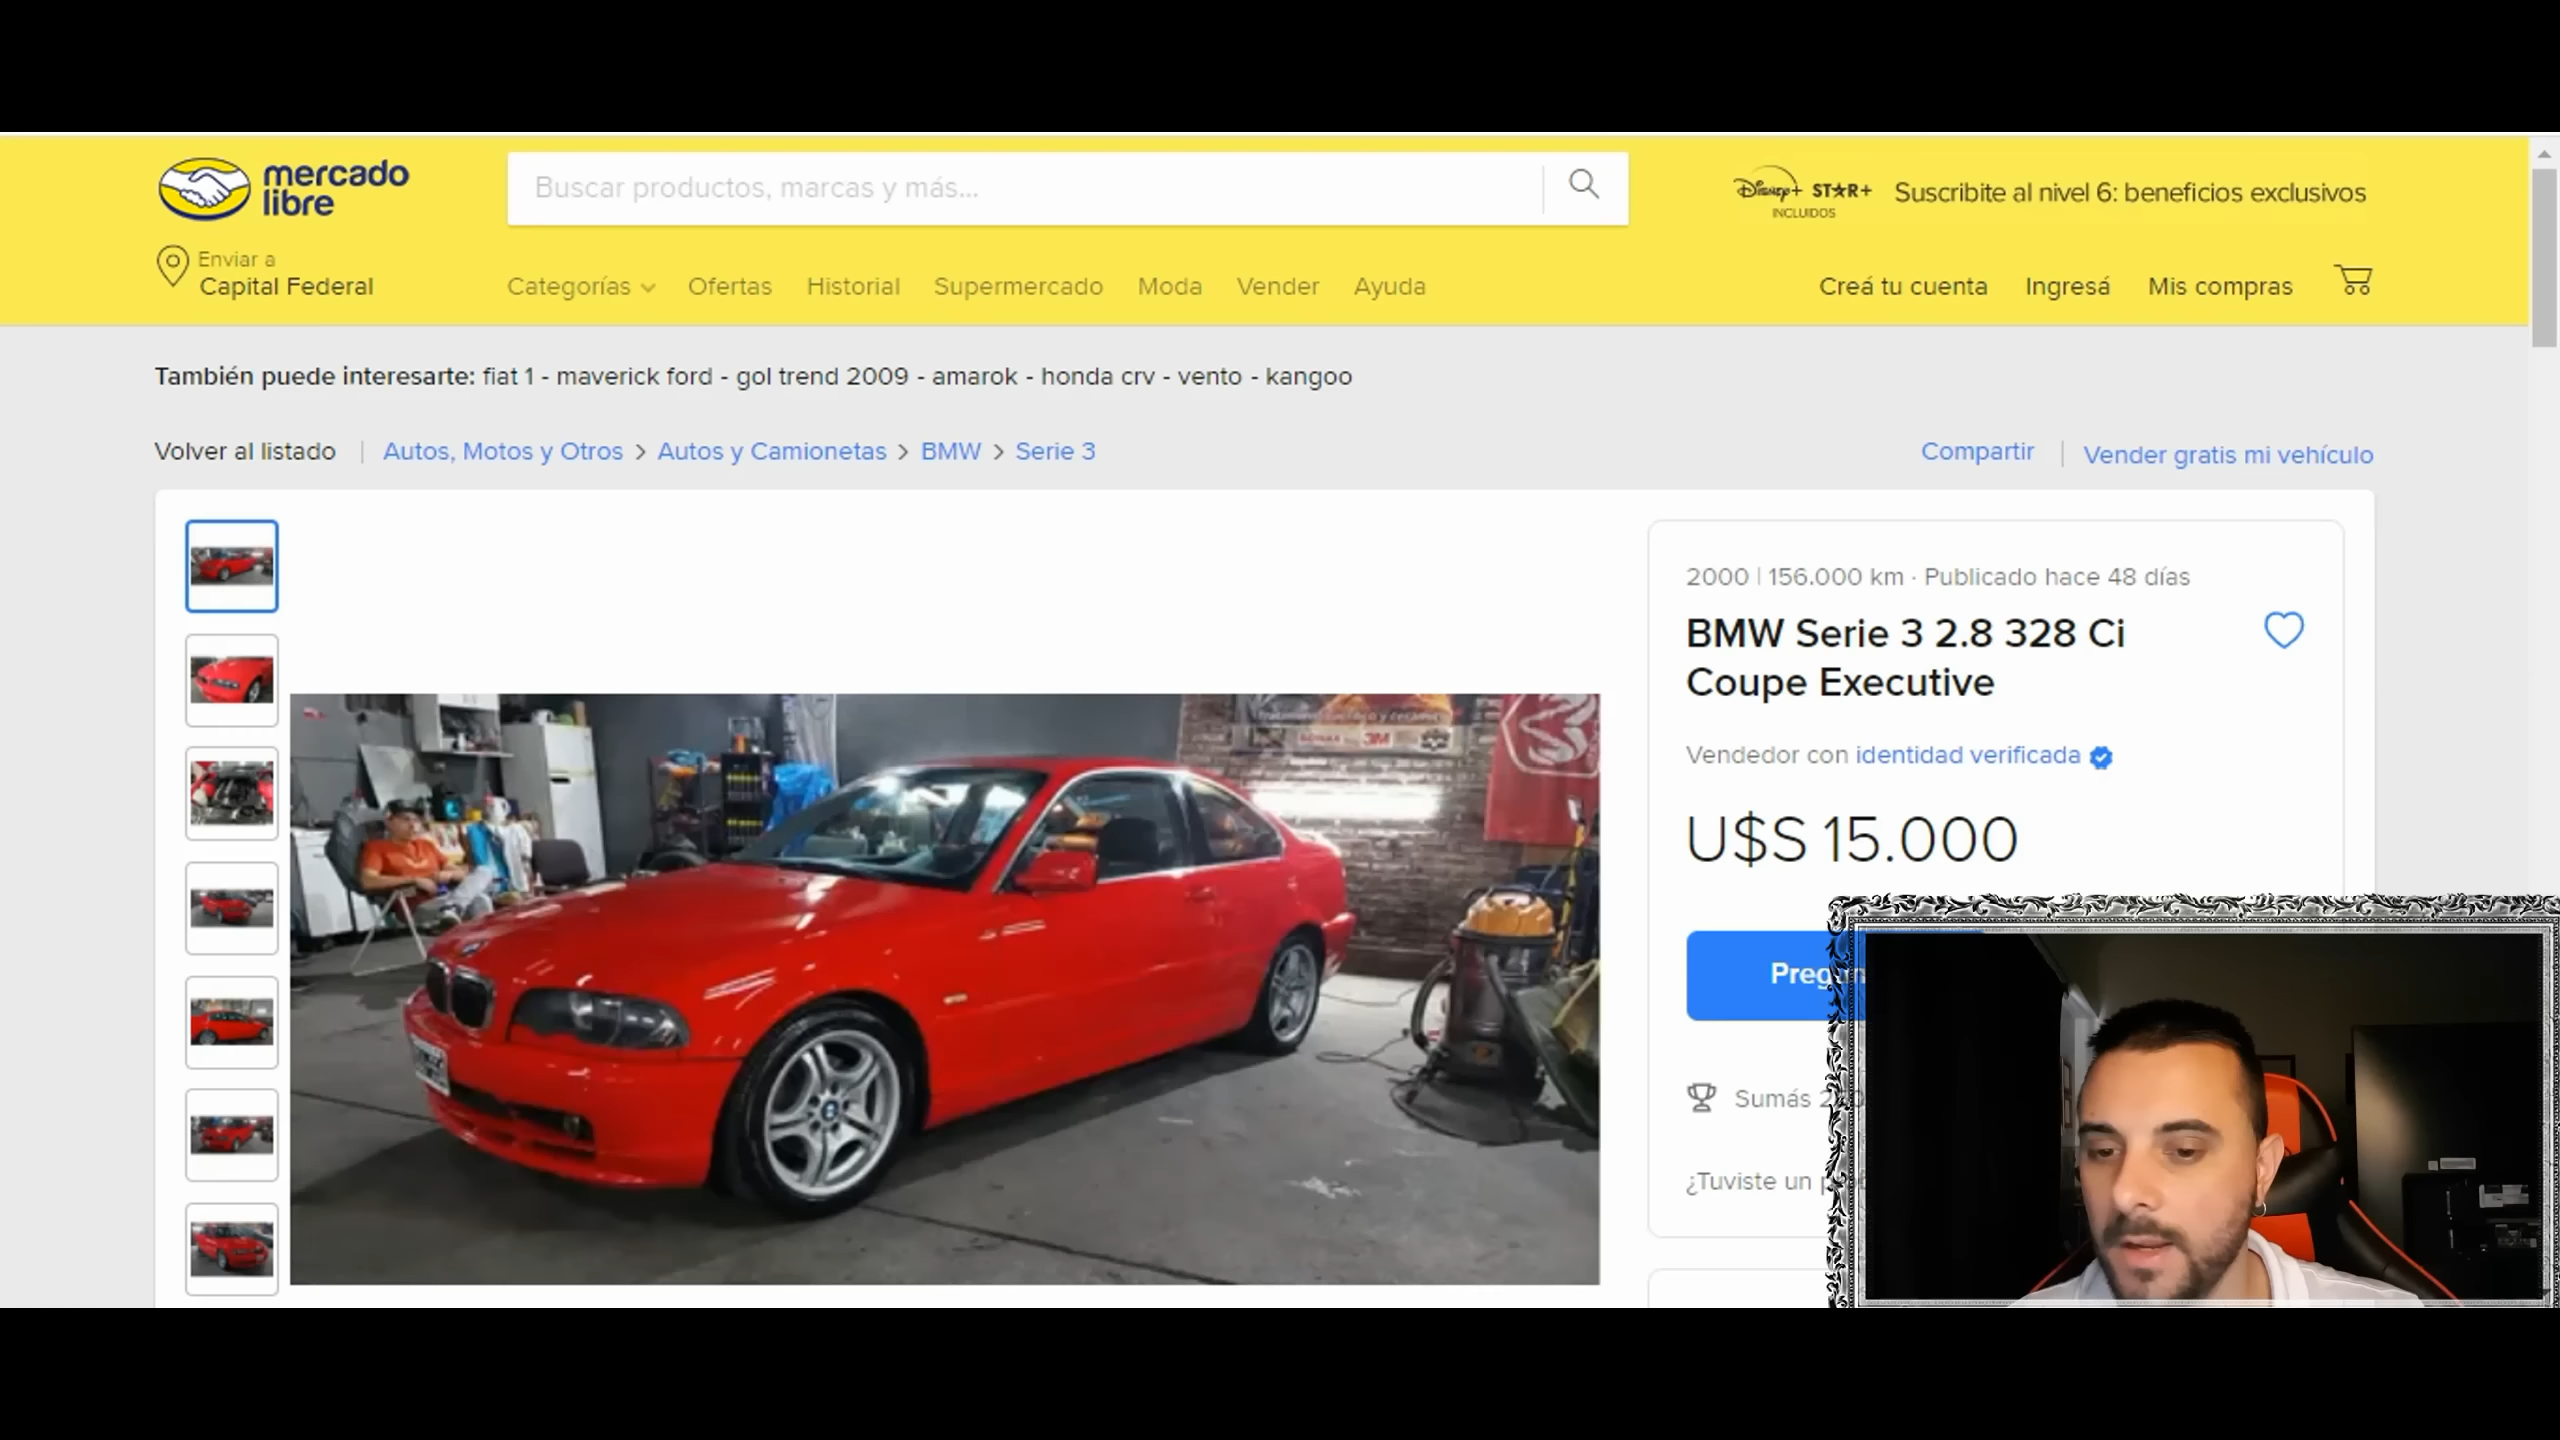 mercado
libre
Buscar productos, marcas y más...
Disney+ STAR+
INCLUIDOS
Suscribite al nivel 6: beneficios exclusivos
Enviar a
Capital Federal
Categorías Ofertas Historial Supermercado Moda Vender Ayuda
Creá tu cuenta Ingresá Mis compras
También puede interesarte: fiat 1 - maverick ford - gol trend 2009 - amarok - honda crv - vento - kangoo
Volver al listado | Autos, Motos y Otros > Autos y Camionetas > BMW > Serie 3
Compartir | Vender gratis mi vehículo
2000 | 156.000 km · Publicado hace 48 días
BMW Serie 3 2.8 328 Ci
Coupe Executive
Vendedor con identidad verificada
U$S 15.000
Sumás
¿Tuviste un
3M